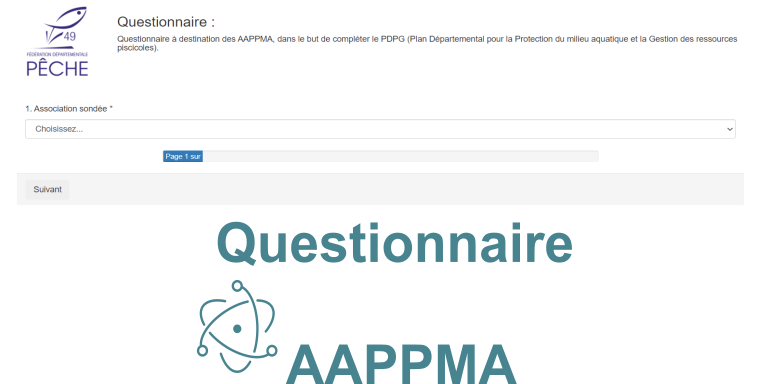 Questionnaire :
Questionnaire à destination des AAPPMA, dans le but de compléter le PDPG (Plan Départemental pour la Protection du milieu aquatique et la Gestion des ressources
piscicoles).
49
FÉDÉRATION DÉPARTEMENTALE
PÊCHE
1. Association sondée *
Choisissez...
Page 1 sur
Suivant
Questionnaire
AAPPMA